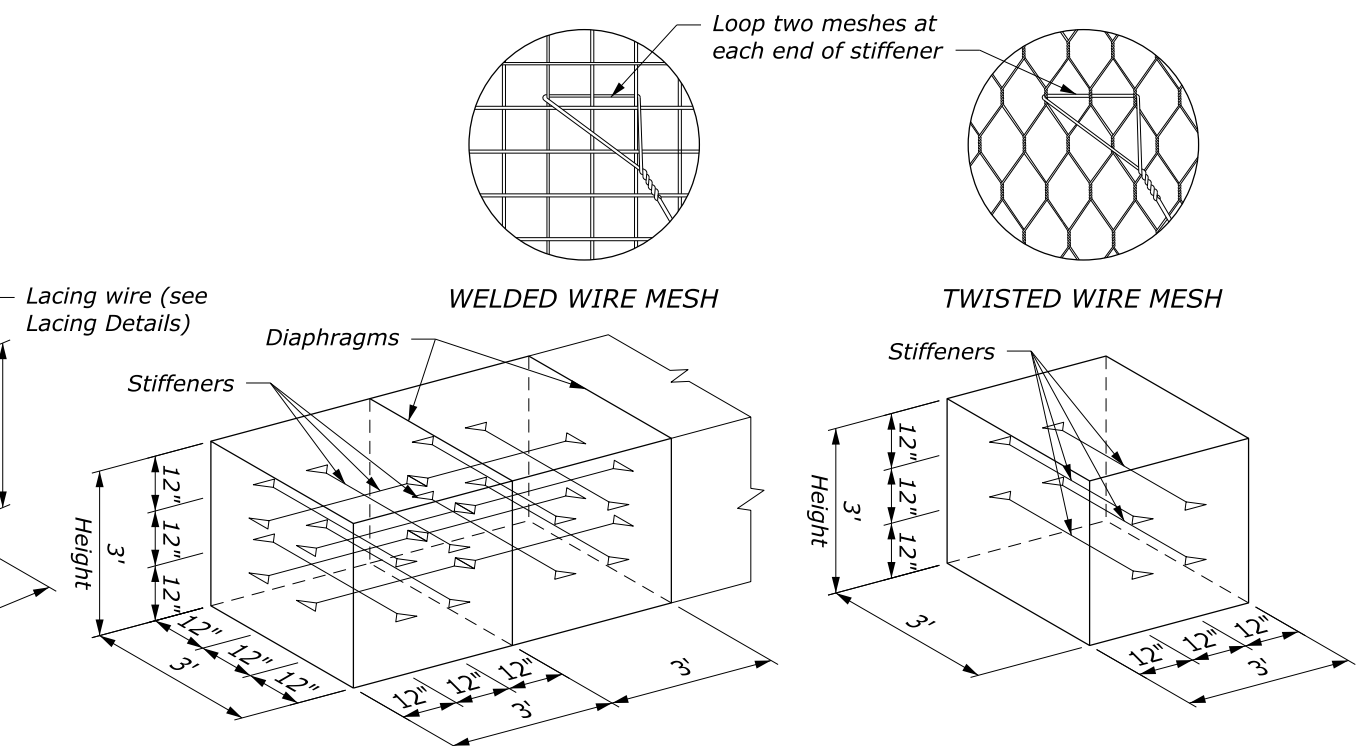 Loop two meshes at
each end of stiffener
Lacing wire (see
Lacing Details)
WELDED WIRE MESH
TWISTED WIRE MESH
Diaphragms
Stiffeners
Stiffeners
12"
12"
12"
3'
Height
12"
12"
12"
3'
12"
12"
12"
3'
3'
12"
12"
12"
3'
Height
3'
12"
12"
12"
3'